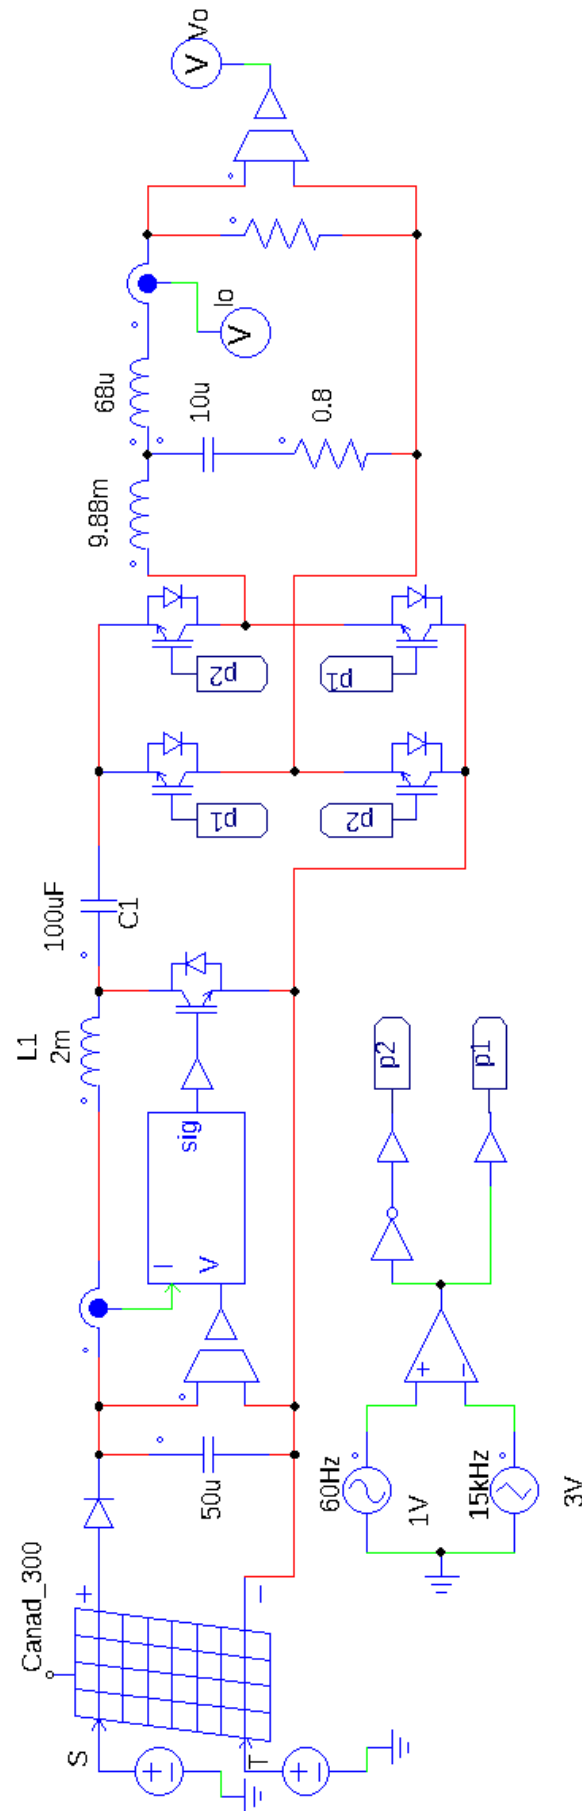 Canad_300
S
T
+
−
50u
I
V
sig
L1
2m
100uF
C1
p1
p2
p2
p1
9.88m
68u
10u
0.8
Io
V
Vo
V
60Hz
1V
15kHz
3V
+
−
p2
p1